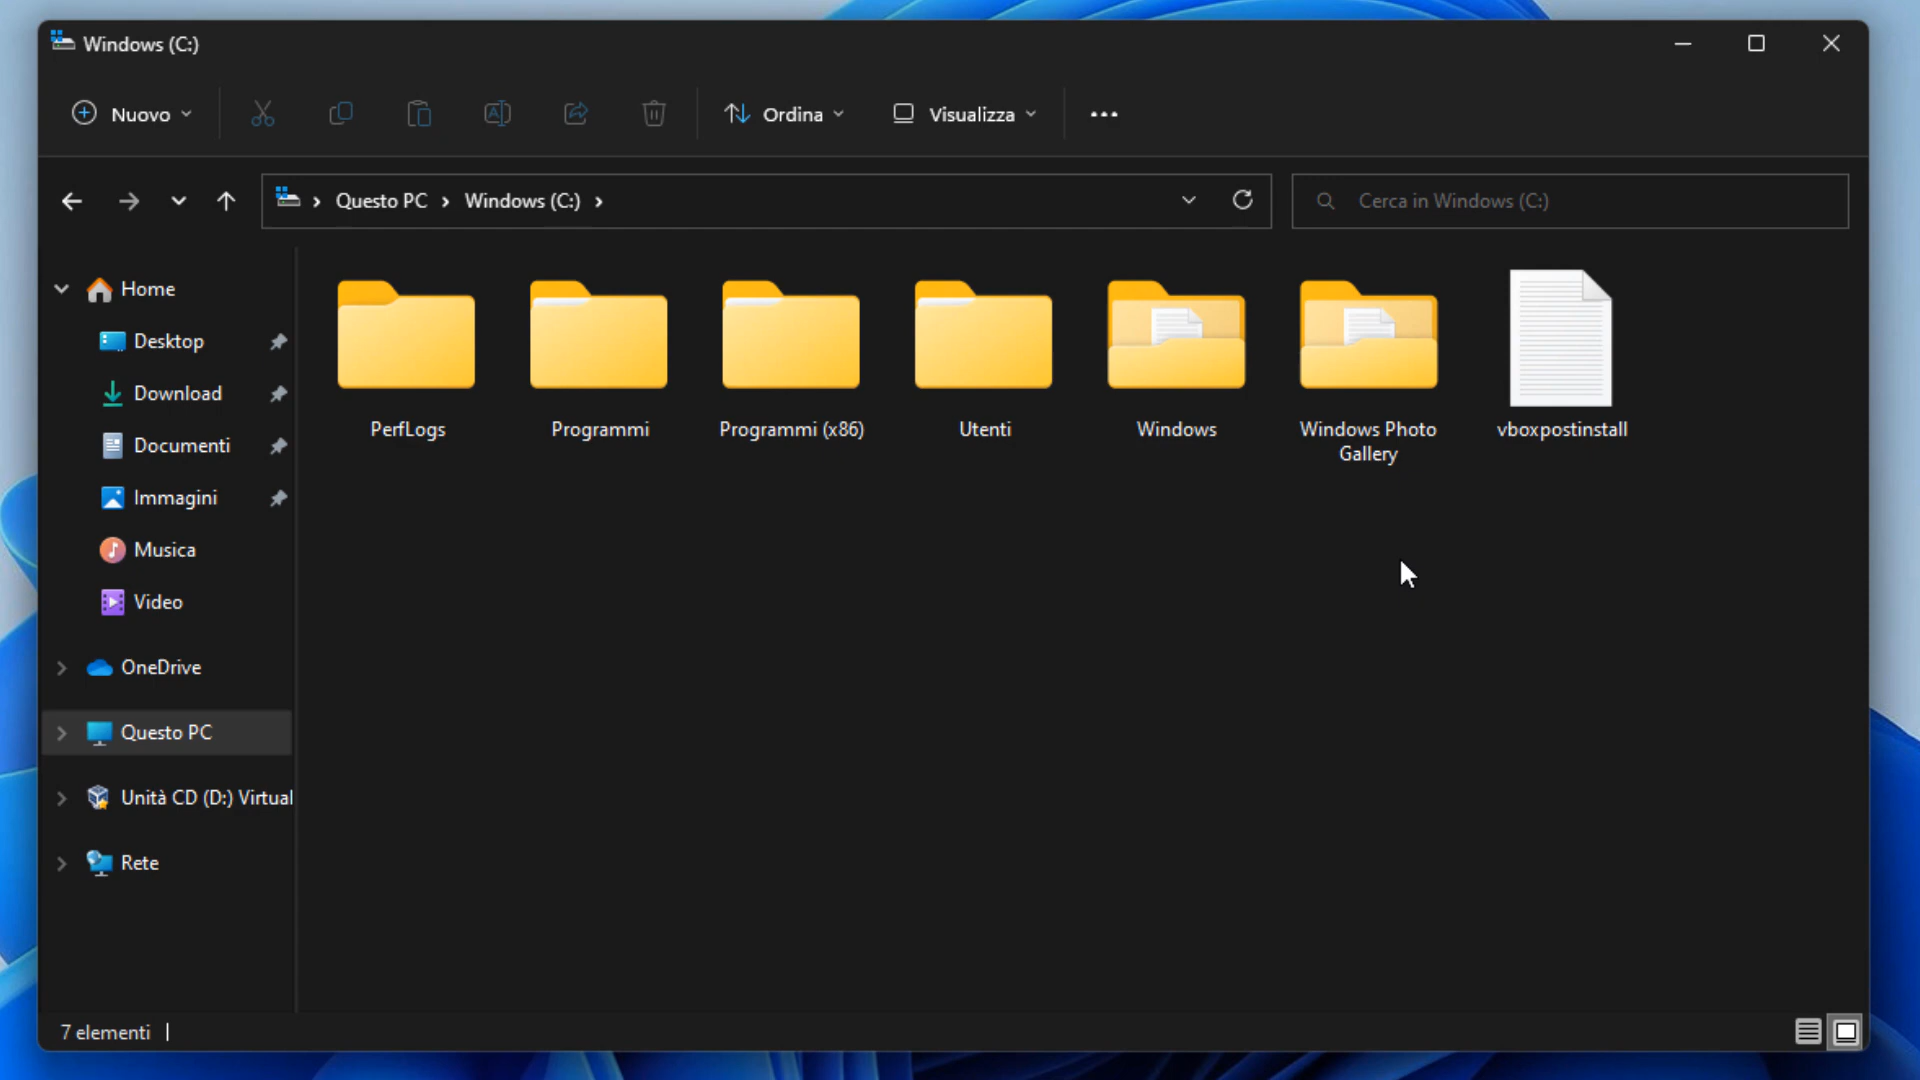 Windows (C:)
Nuovo
Ordina
Visualizza
Questo PC
Windows (C:)
Cerca in Windows (C:)
Home
Desktop
Download
Documenti
Immagini
Musica
Video
OneDrive
Questo PC
Unità CD (D:) Virtual
Rete
PerfLogs
Programmi
Programmi (x86)
Utenti
Windows
Windows Photo
Gallery
vboxpostinstall
7 elementi